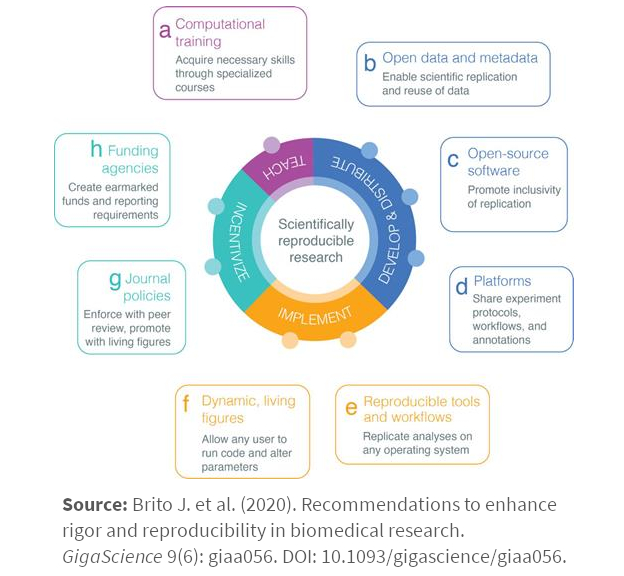 a Computational
training
Acquire necessary skills
through specialized
courses
b Open data and metadata
Enable scientific replication
and reuse of data
c Open-source
software
Promote inclusivity
of replication
d Platforms
Share experiment
protocols,
workflows, and
annotations
e Reproducible tools
and workflows
Replicate analyses on
any operating system
f Dynamic, living
figures
Allow any user to
run code and alter
parameters
g Journal
policies
Enforce with peer
review, promote
with living figures
h Funding
agencies
Create earmarked
funds and reporting
requirements
TEACH
DEVELOP & DISTRIBUTE
IMPLEMENT
INCENTIVIZE
Scientifically
reproducible
research
Source: Brito J. et al. (2020). Recommendations to enhance
rigor and reproducibility in biomedical research.
GigaScience 9(6): giaa056. DOI: 10.1093/gigascience/giaa056.